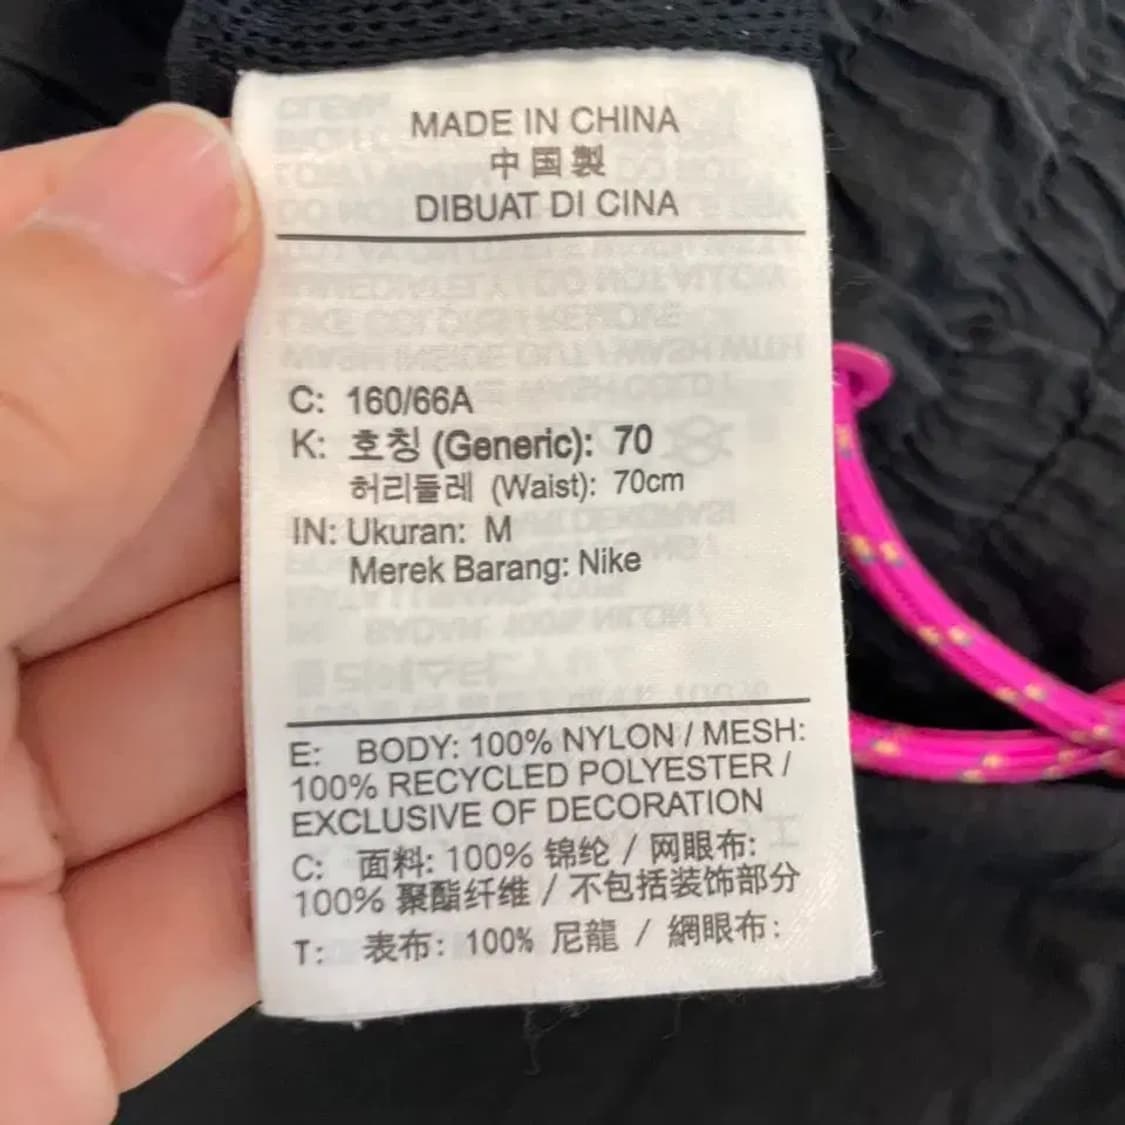 MADE IN CHINA
中国製
DIBUAT DI CINA
C: 160/66A
K: 호칭 (Generic): 70
허리둘레 (Waist): 70cm
IN: Ukuran: M
Merek Barang: Nike
E: BODY: 100% NYLON / MESH:
100% RECYCLED POLYESTER /
EXCLUSIVE OF DECORATION
C: 面料: 100% 锦纶 / 网眼布:
100% 聚酯纤维 / 不包括装饰部分
T: 表布: 100% 尼龍 / 網眼布: